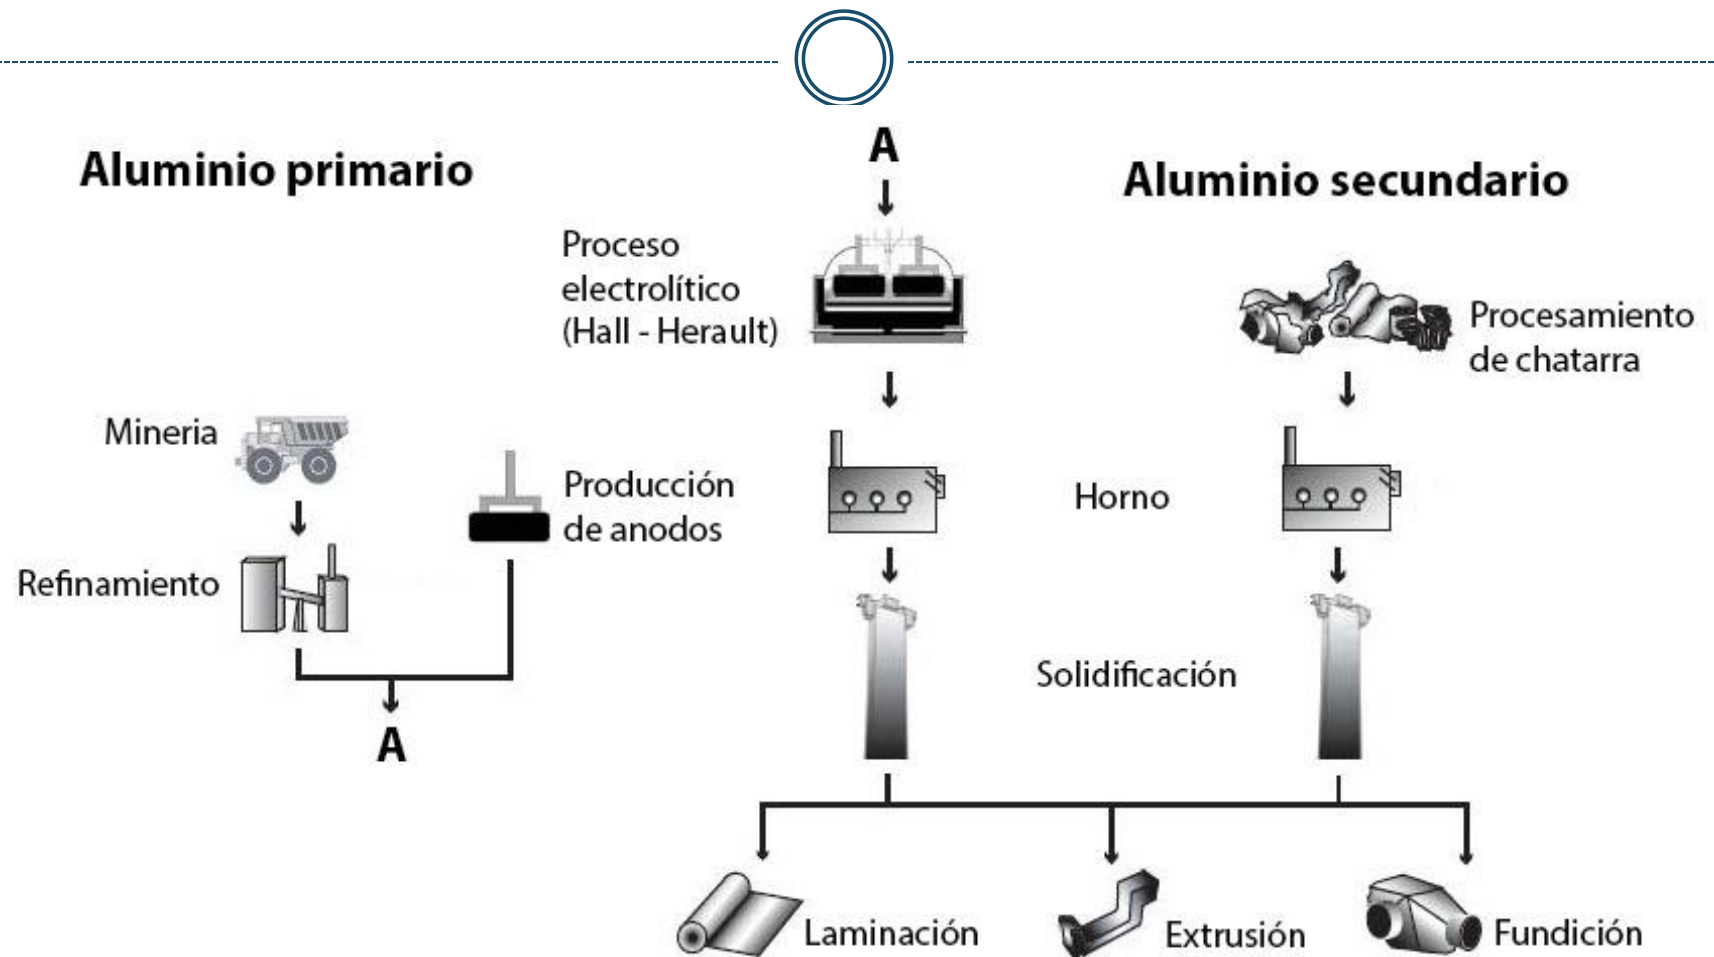 Aluminio primario
Mineria
Refinamiento
Producción
de anodos
A
A
Proceso
electrolítico
(Hall - Herault)
Aluminio secundario
Procesamiento
de chatarra
Horno
Solidificación
Laminación
Extrusión
Fundición